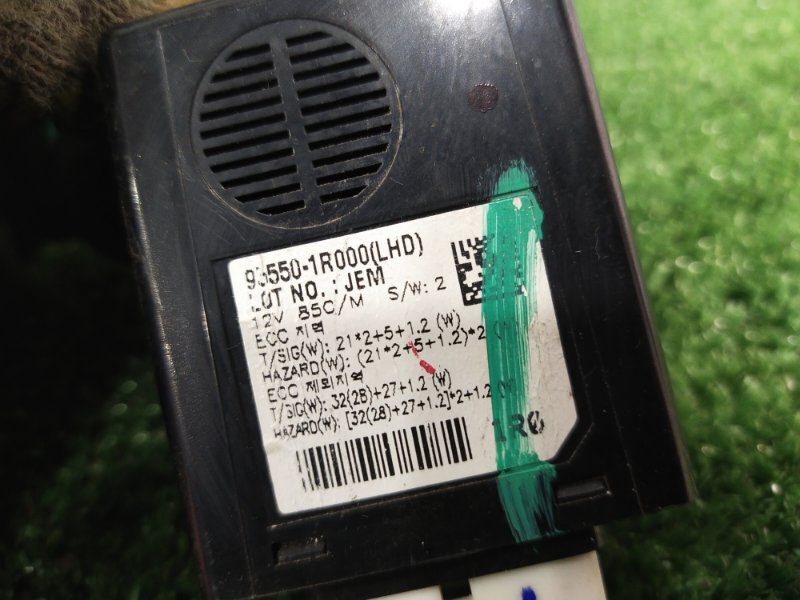 95550-1R000(LHD)
LOT NO. : JEM
12V 85C/M S/W: 2
ECC 지역
T/SIG(W): 21*2+5+1.2 (W)
HAZARD(W): (21*2+5+1.2)*2 (W)
ECC 제외지역
T/SIG(W): 32(28)+27+1.2 (W)
HAZARD(W): [32(28)+27+1.2]*2+1.2
1R0